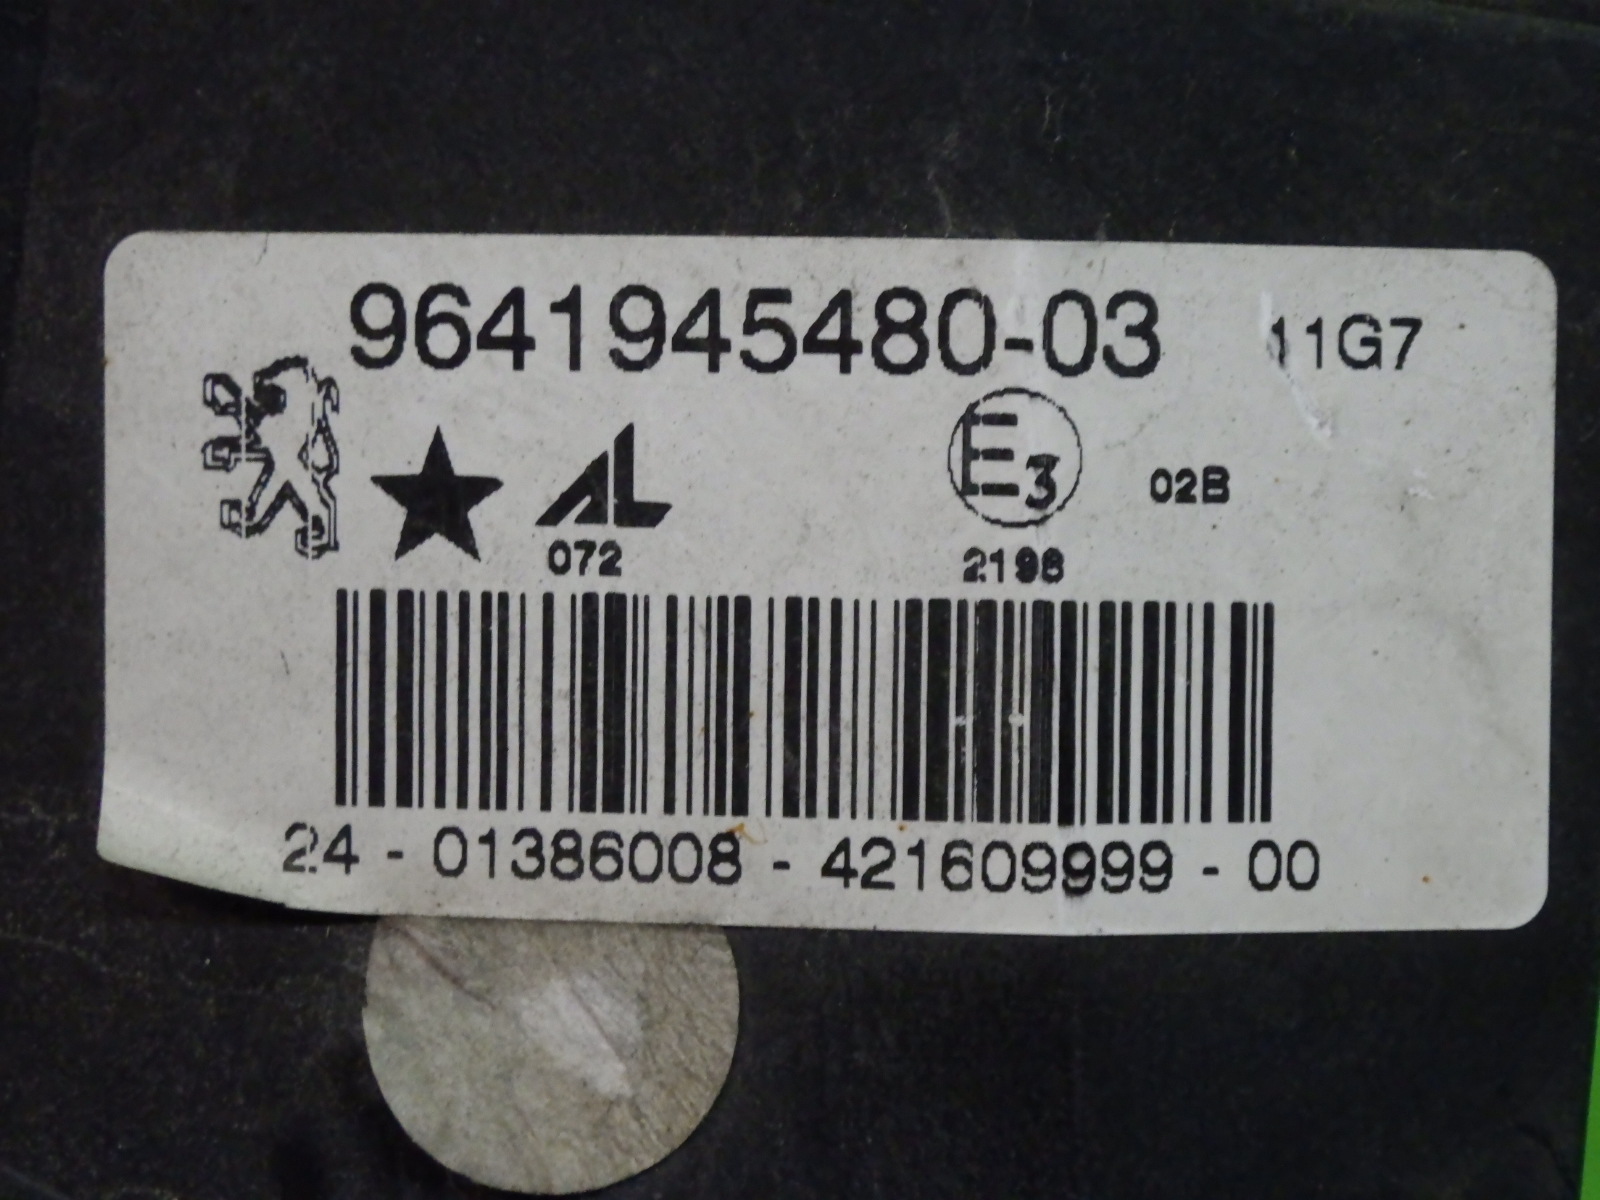 9641945480-03 11G7
AL E3 02B
072 2198
24 - 01386008 - 421609999 - 00